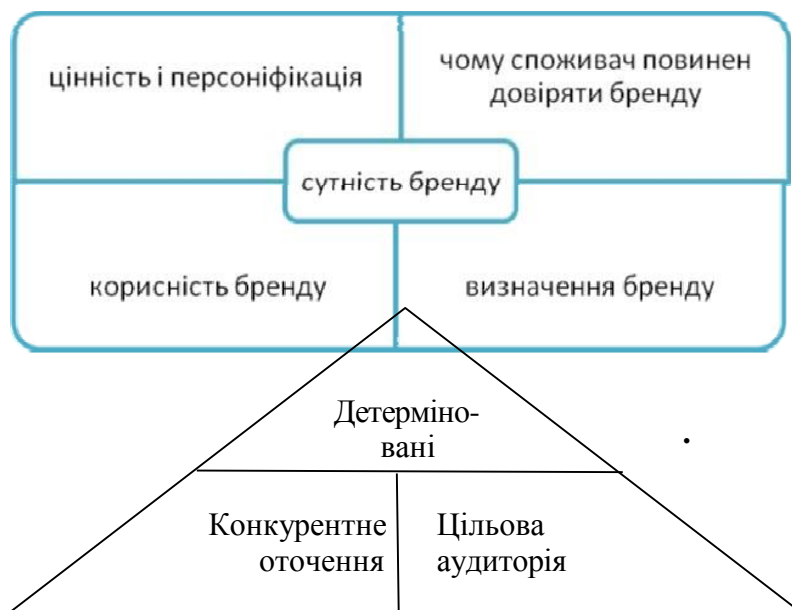 цінність і персоніфікація
чому споживач повинен
довіряти бренду
сутність бренду
корисність бренду
визначення бренду
Детерміно-
вані
.
Конкурентне
оточення
Цільова
аудиторія